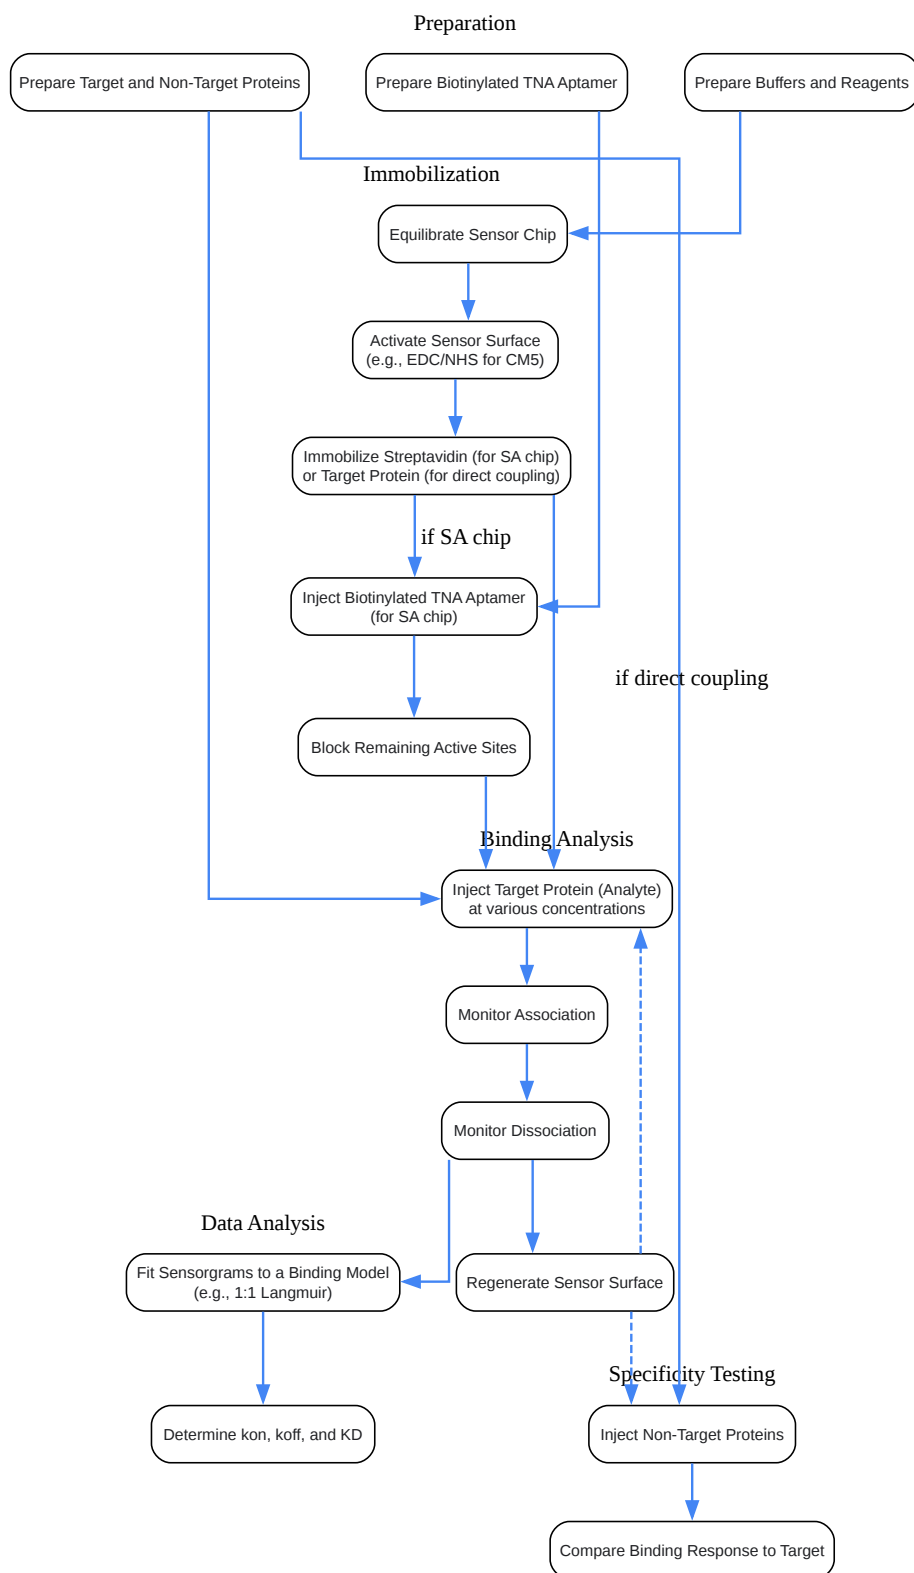 Preparation
Prepare Target and Non-Target Proteins
Prepare Biotinylated TNA Aptamer
Prepare Buffers and Reagents
Immobilization
Equilibrate Sensor Chip
Activate Sensor Surface
(e.g., EDC/NHS for CM5)
Immobilize Streptavidin (for SA chip)
or Target Protein (for direct coupling)
if SA chip
Inject Biotinylated TNA Aptamer
(for SA chip)
if direct coupling
Block Remaining Active Sites
Binding Analysis
Inject Target Protein (Analyte)
at various concentrations
Monitor Association
Monitor Dissociation
Data Analysis
Fit Sensorgrams to a Binding Model
(e.g., 1:1 Langmuir)
Regenerate Sensor Surface
Specificity Testing
Determine kon, koff, and KD
Inject Non-Target Proteins
Compare Binding Response to Target